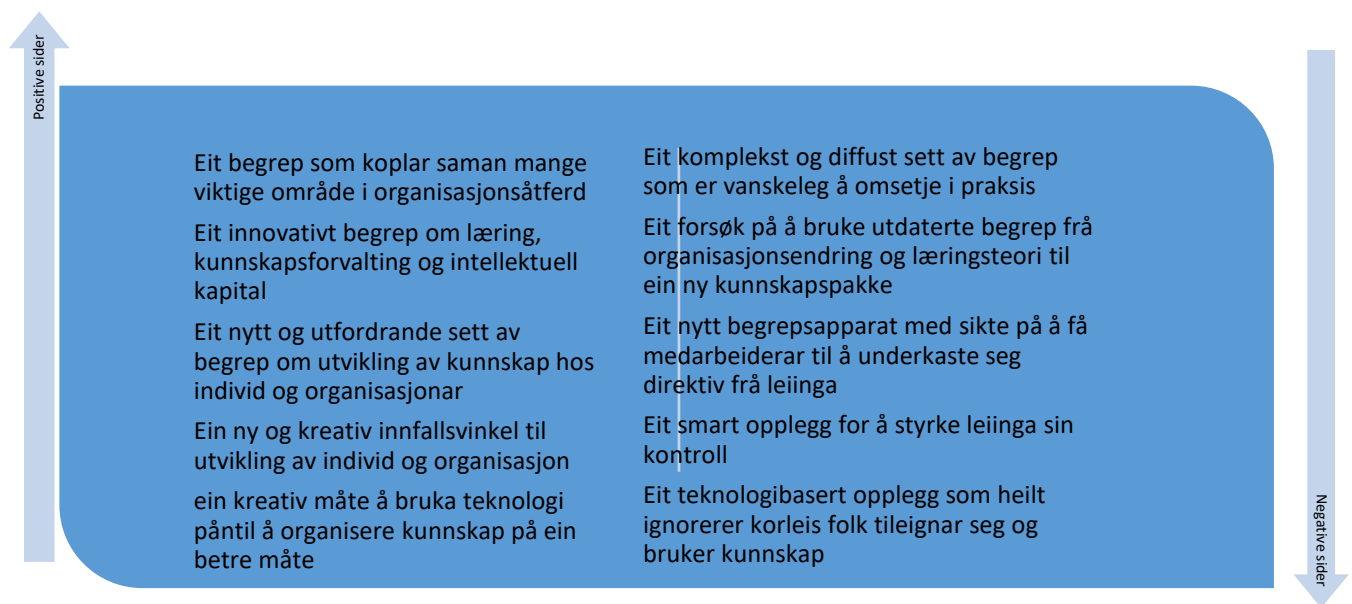 Positive sider
Eit begrep som koplar saman mange
viktige område i organisasjonsåtferd
Eit innovativt begrep om læring,
kunnskapsforvalting og intellektuell
kapital
Eit nytt og utfordrande sett av
begrep om utvikling av kunnskap hos
individ og organisasjonar
Ein ny og kreativ innfallsvinkel til
utvikling av individ og organisasjon
ein kreativ måte å bruka teknologi
påntil å organisere kunnskap på ein
betre måte
Eit komplekst og diffust sett av begrep
som er vanskeleg å omsetje i praksis
Eit forsøk på å bruke utdaterte begrep frå
organisasjonsendring og læringsteori til
ein ny kunnskapspakke
Eit nytt begrepsapparat med sikte på å få
medarbeiderar til å underkaste seg
direktiv frå leiinga
Eit smart opplegg for å styrke leiinga sin
kontroll
Eit teknologibasert opplegg som heilt
ignorerer korleis folk tileignar seg og
bruker kunnskap
Negative sider